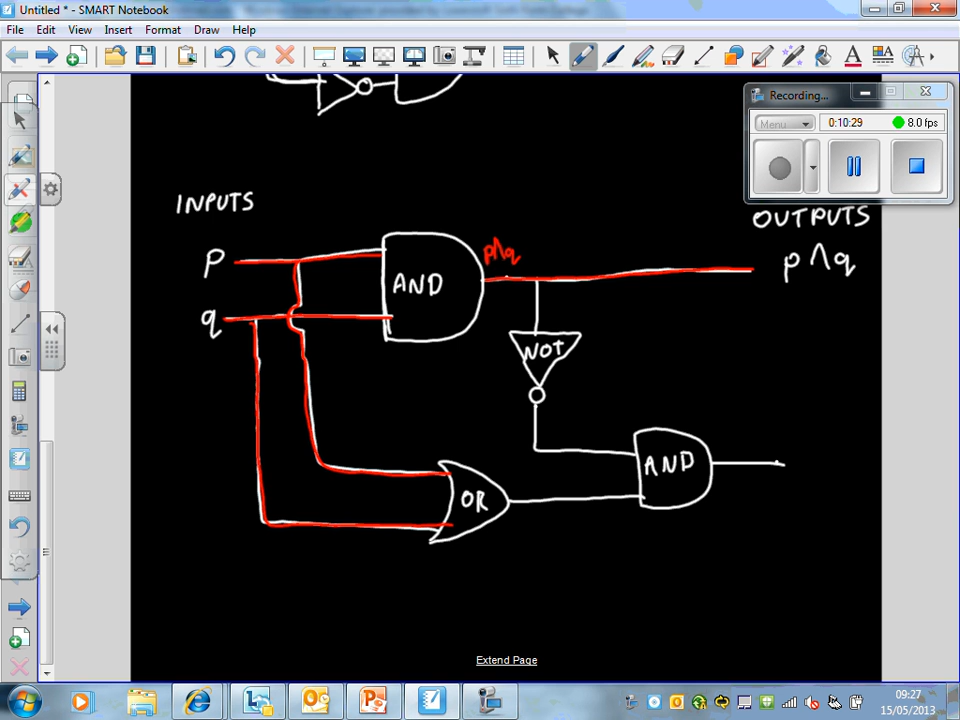 Untitled * - SMART Notebook
File Edit View Insert Format Draw Help
Recording...
Menu 0:10:29 8.0 fps
INPUTS
OUTPUTS
p
AND
p∧q
p ∧ q
q
NOT
AND
OR
Extend Page
09:27
15/05/2013